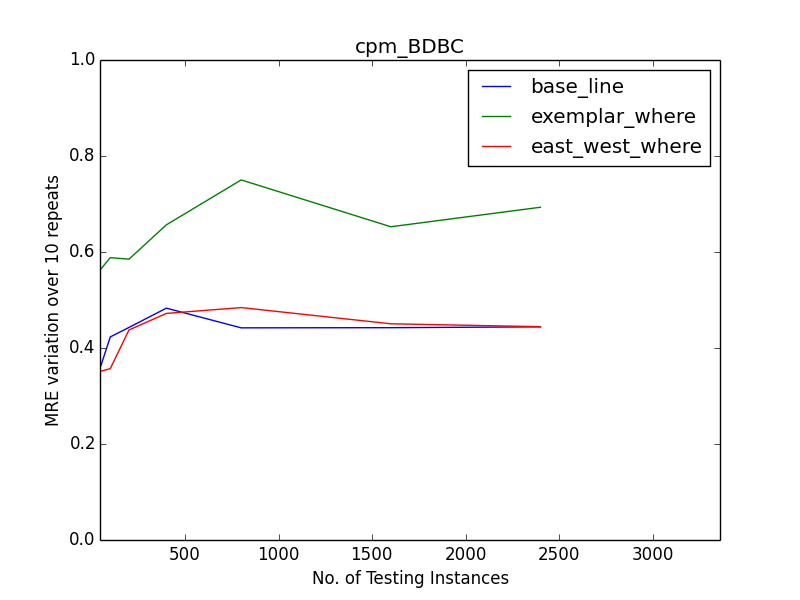 cpm_BDBC
base_line
exemplar_where
east_west_where
MRE variation over 10 repeats
1.0
0.8
0.6
0.4
0.2
0.0
500 1000 1500 2000 2500 3000
No. of Testing Instances